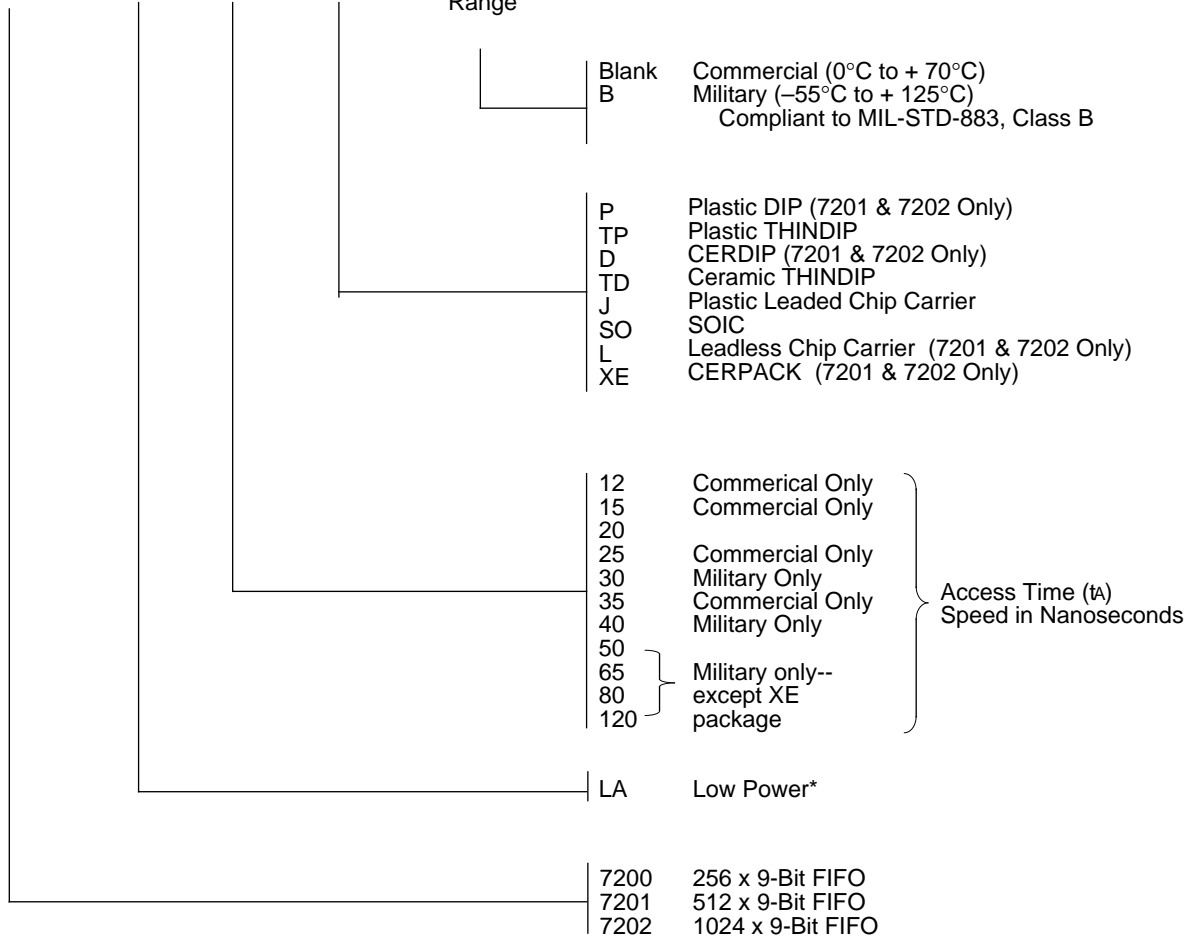 Range
Blank Commercial (0°C to + 70°C)
B Military (–55°C to + 125°C)
Compliant to MIL-STD-883, Class B
P Plastic DIP (7201 & 7202 Only)
TP Plastic THINDIP
D CERDIP (7201 & 7202 Only)
TD Ceramic THINDIP
J Plastic Leaded Chip Carrier
SO SOIC
L Leadless Chip Carrier (7201 & 7202 Only)
XE CERPACK (7201 & 7202 Only)
12 Commerical Only
15 Commercial Only
20
25 Commercial Only
30 Military Only
35 Commercial Only
40 Military Only
50
65 Military only--
80 except XE
120 package
Access Time (tA)
Speed in Nanoseconds
LA Low Power*
7200 256 x 9-Bit FIFO
7201 512 x 9-Bit FIFO
7202 1024 x 9-Bit FIFO